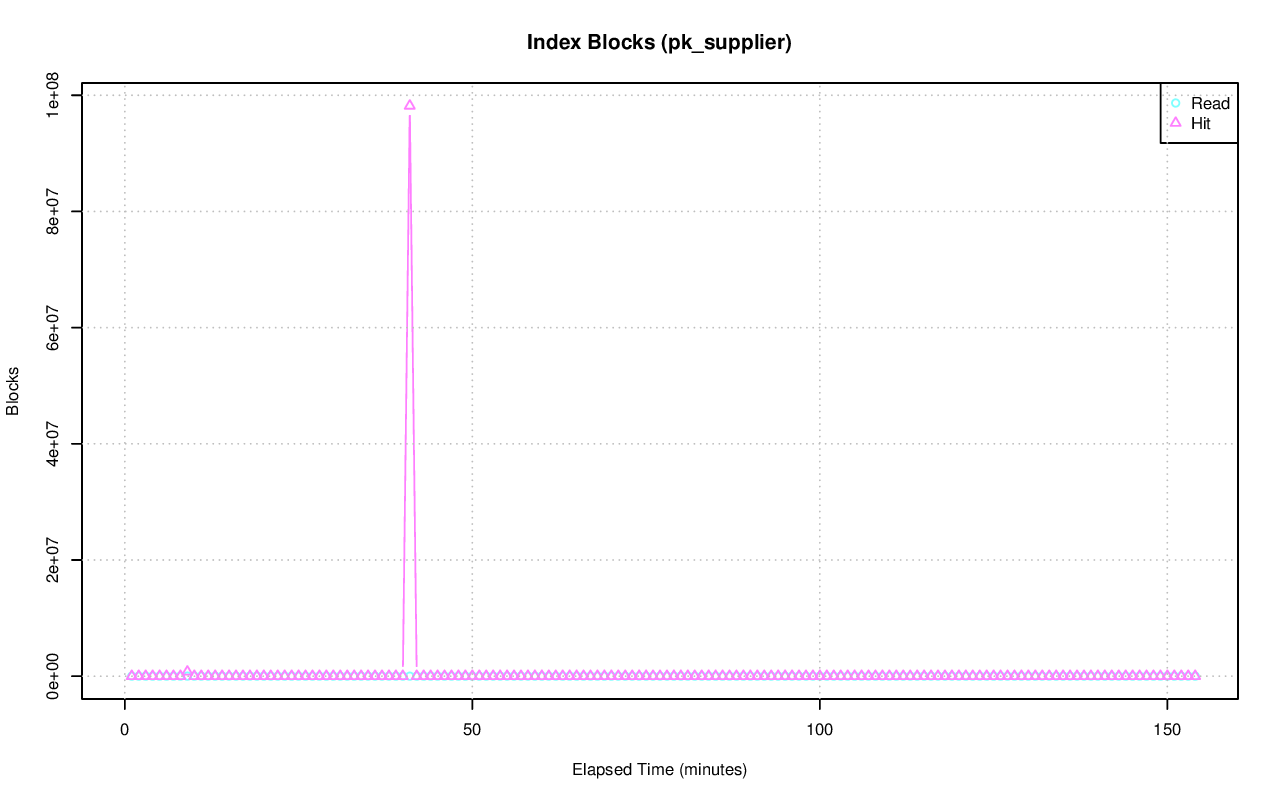 Index Blocks (pk_supplier)
Read
Hit
Blocks
1e+08
8e+07
6e+07
4e+07
2e+07
0e+00
0
50
100
150
Elapsed Time (minutes)